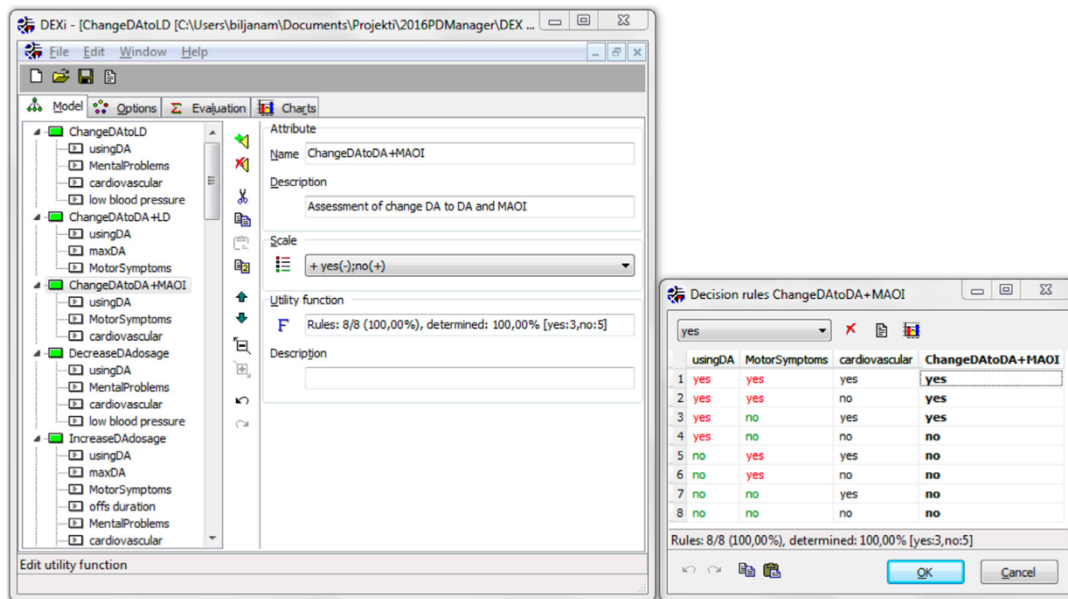 DEXi - [ChangeDAtoLD [C:\Users\biljanam\Documents\Projekti\2016PDManager\DEX ...
File Edit Window Help
Model Options Evaluation Charts
ChangeDAtoLD
usingDA
MentalProblems
cardiovascular
low blood pressure
ChangeDAtoDA+LD
usingDA
maxDA
MotorSymptoms
ChangeDAtoDA+MAOI
usingDA
MotorSymptoms
cardiovascular
DecreaseDAdosage
usingDA
MentalProblems
cardiovascular
low blood pressure
IncreaseDAdosage
usingDA
maxDA
MotorSymptoms
offs duration
MentalProblems
cardiovascular
Attribute
Name ChangeDAtoDA+MAOI
Description
Assessment of change DA to DA and MAOI
Scale
+ yes(-);no(+)
Utility function
F Rules: 8/8 (100,00%), determined: 100,00% [yes:3,no:5]
Description
Edit utility function
Decision rules ChangeDAtoDA+MAOI
yes
usingDA MotorSymptoms cardiovascular ChangeDAtoDA+MAOI
1 yes yes yes yes
2 yes yes no yes
3 yes no yes yes
4 yes no no no
5 no yes yes no
6 no yes no no
7 no no yes no
8 no no no no
Rules: 8/8 (100,00%), determined: 100,00% [yes:3,no:5]
OK Cancel